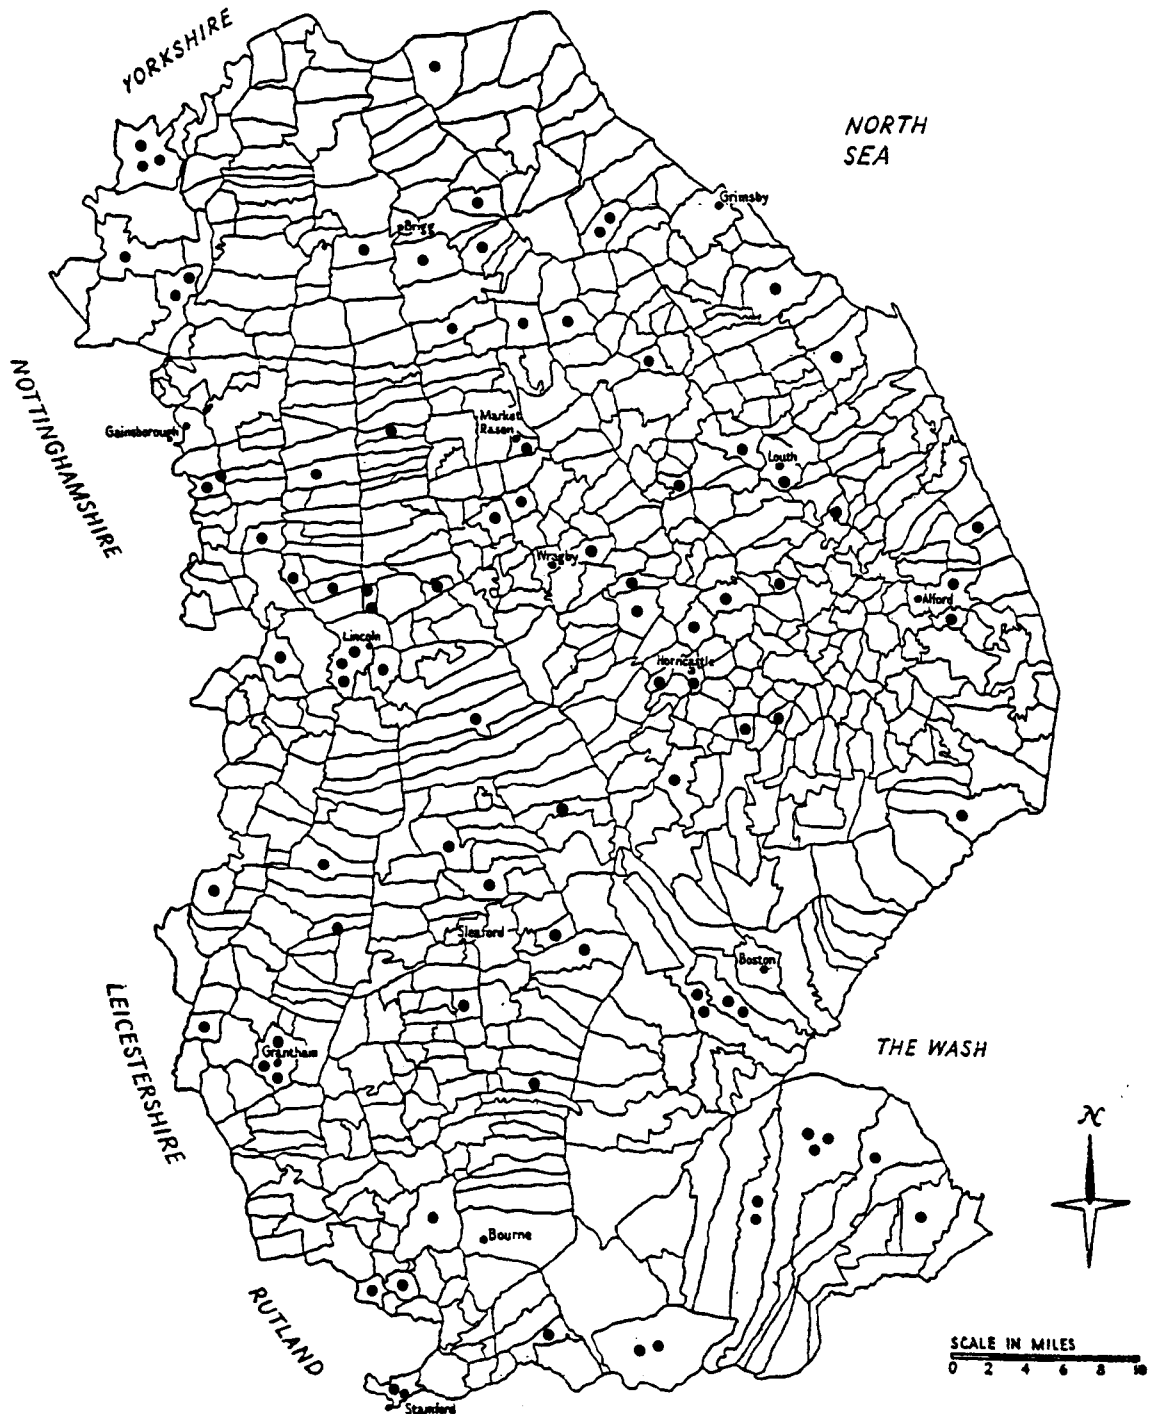 YORKSHIRE
NORTH
SEA
Grimsby
Brigg
NOTTINGHAMSHIRE
Gainsborough
Market
Rasen
Louth
Wragby
Alford
Lincoln
Horncastle
Sleaford
Boston
LEICESTERSHIRE
Grantham
THE WASH
N
Bourne
RUTLAND
SCALE IN MILES
0 2 4 6 8 10
Stamford